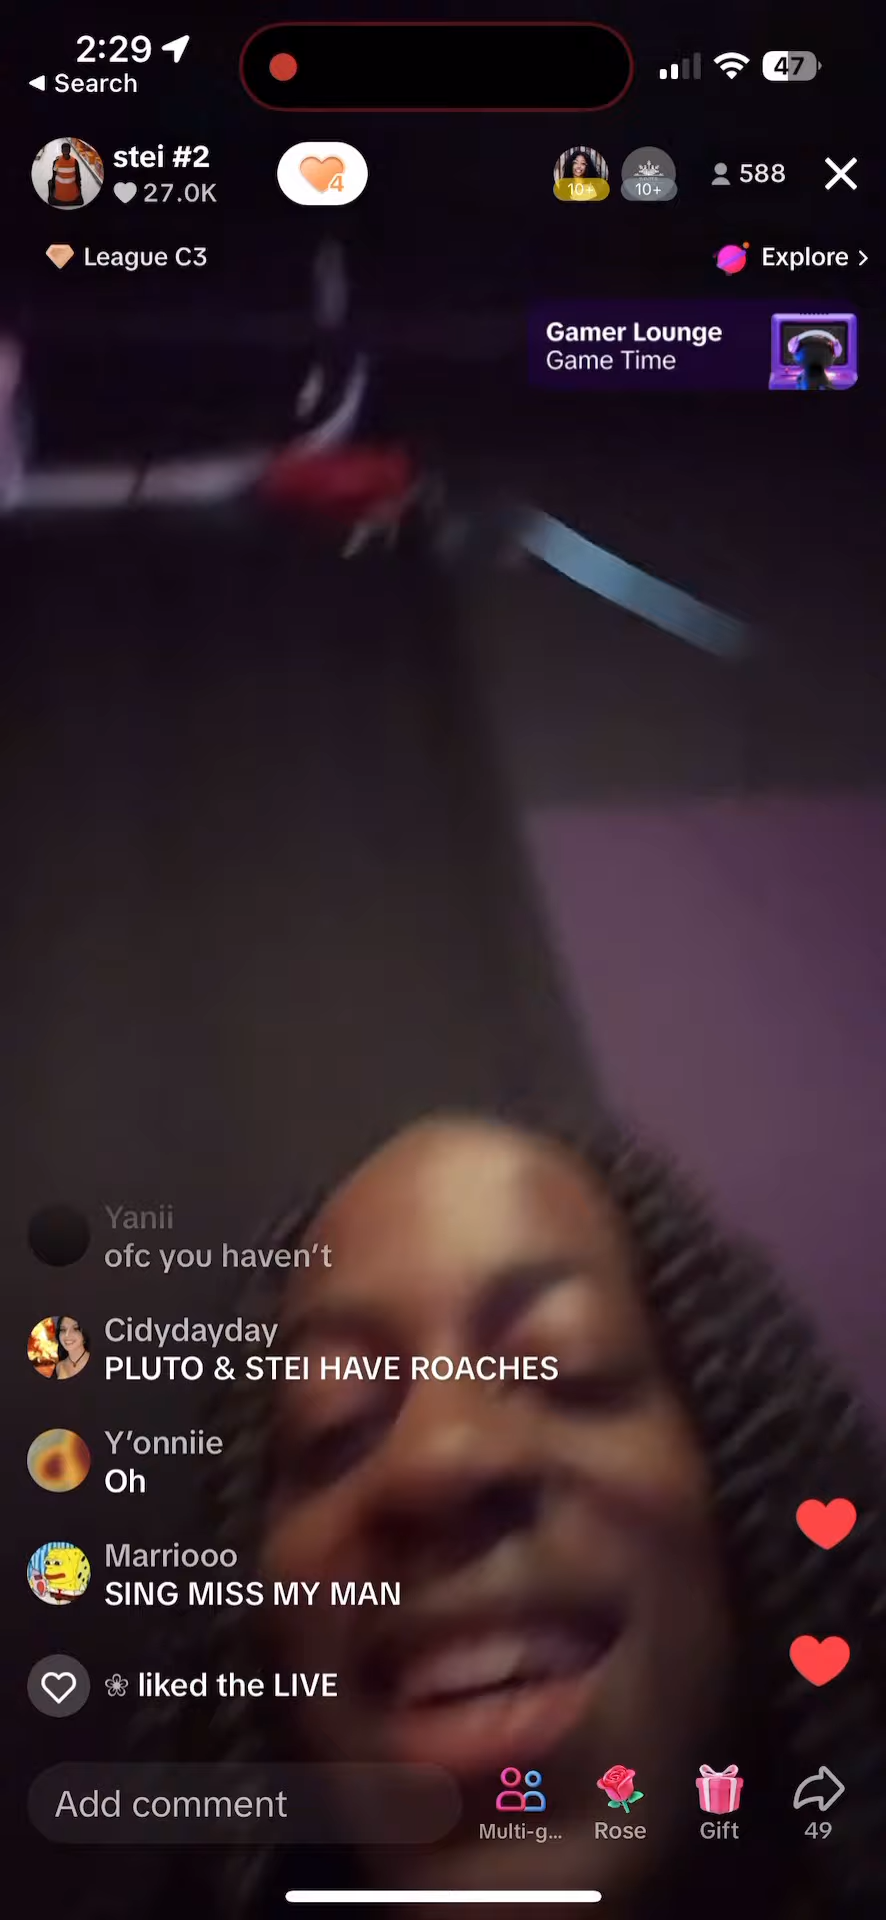 2:29
47
Search
stei #2
27.0K
4
10+
10+
588
League C3
Explore
Gamer Lounge
Game Time
Yanii
ofc you haven't
Cidydayday
PLUTO & STEI HAVE ROACHES
Y'onniie
Oh
Marriooo
SING MISS MY MAN
liked the LIVE
Add comment
Multi-g...
Rose
Gift
49